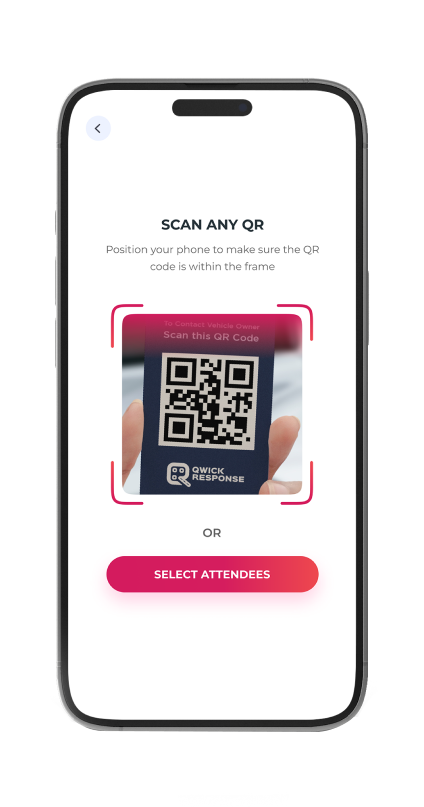 SCAN ANY QR
Position your phone to make sure the QR
code is within the frame
To Contact Vehicle Owner
Scan this QR Code
QWICK
RESPONSE
OR
SELECT ATTENDEES